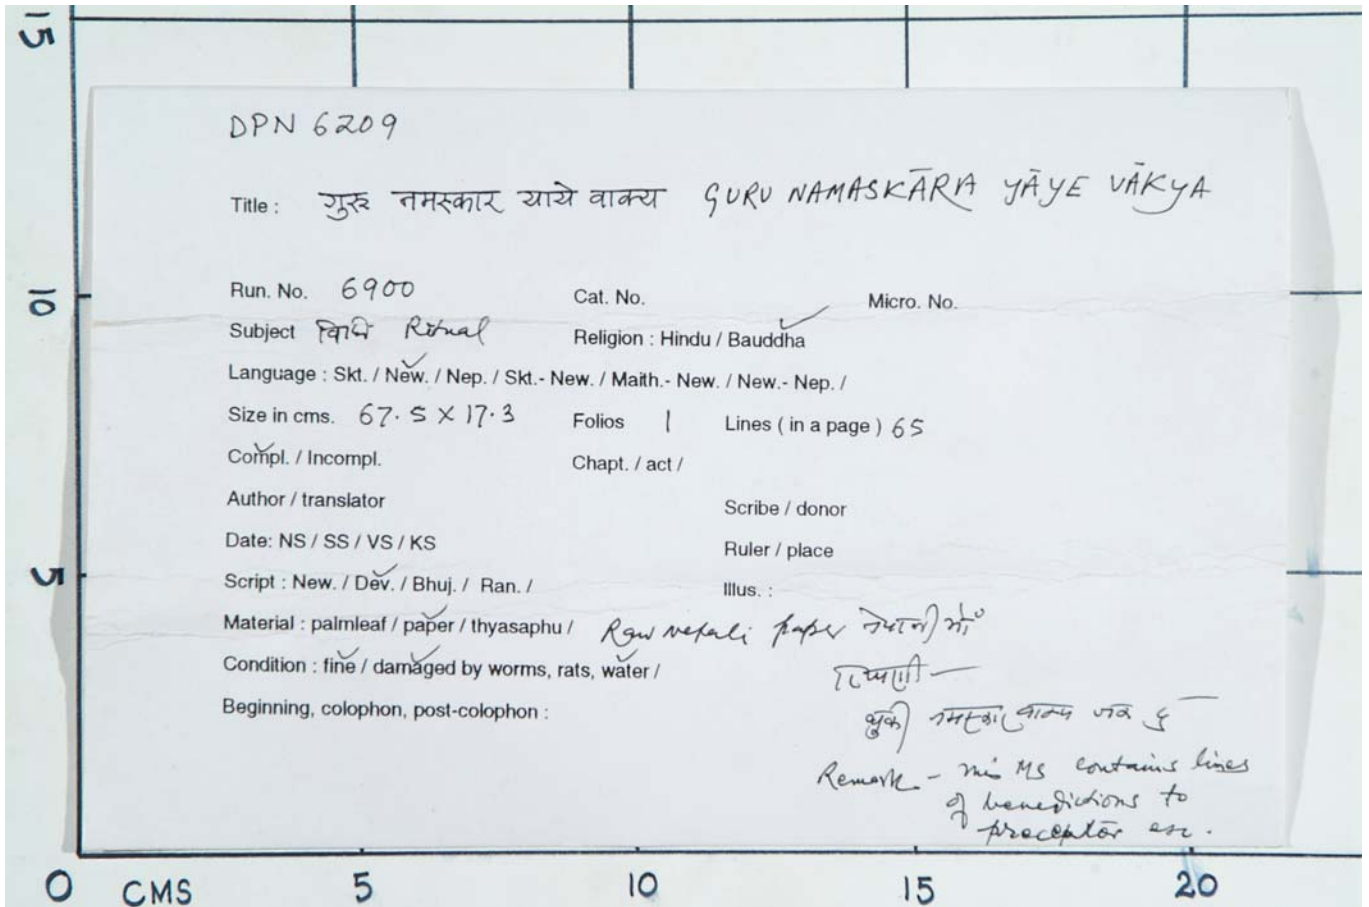 15
DPN 6209
Title : गुरु नमस्कार याये वाक्य GURU NAMASKĀRA YĀYE VĀKYA
10
Run. No. 6900 Cat. No. Micro. No.
Subject विधि Ritual Religion : Hindu / Bauddha
Language : Skt. / New. / Nep. / Skt.- New. / Maith.- New. / New.- Nep. /
Size in cms. 67.5 X 17.3 Folios 1 Lines ( in a page ) 65
Compl. / Incompl. Chapt. / act /
Author / translator Scribe / donor
Date: NS / SS / VS / KS Ruler / place
5
Script : New. / Dev. / Bhuj. / Ran. / Illus. :
Material : palmleaf / paper / thyasaphu / Raw nepali paper नेपाली भों
Condition : fine / damaged by worms, rats, water /
टिप्पणी —
Beginning, colophon, post-colophon :
थुकी नमस्कार वाक्य जक दु
Remark - This MS contains lines
of benedictions to
preceptor etc.
0 CMS 5 10 15 20